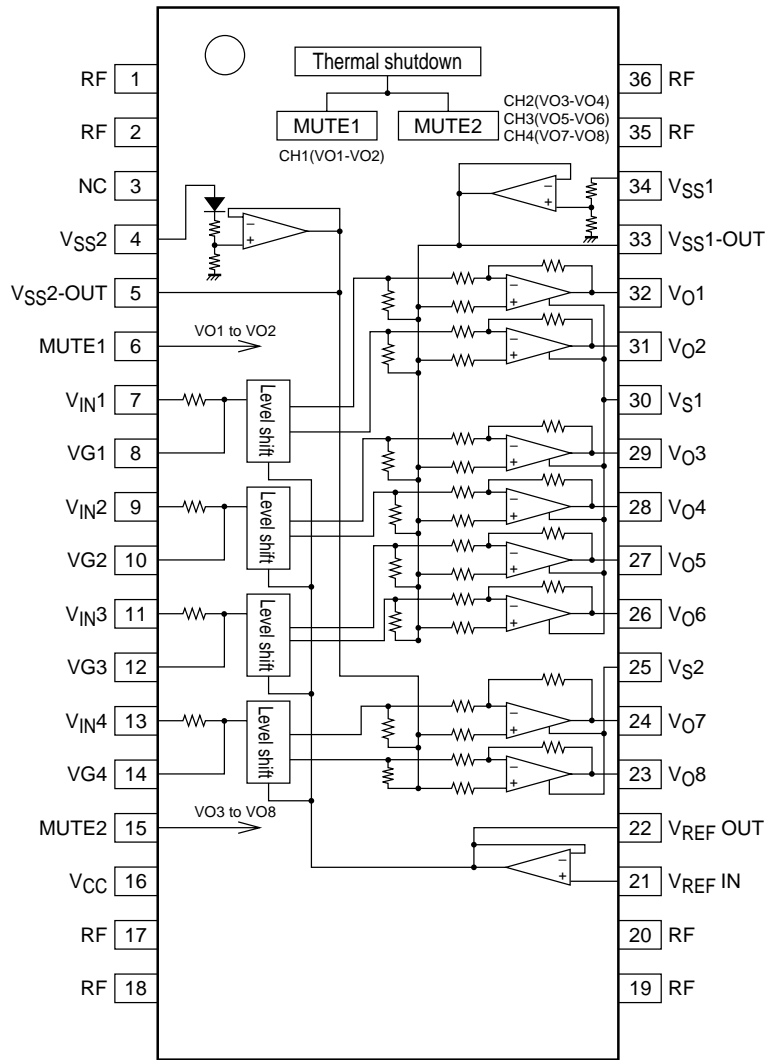 Thermal shutdown
MUTE1
MUTE2
CH1(VO1-VO2)
CH2(VO3-VO4)
CH3(VO5-VO6)
CH4(VO7-VO8)
RF 1
RF 2
NC 3
VSS2 4
VSS2-OUT 5
MUTE1 6
VIN1 7
VG1 8
VIN2 9
VG2 10
VIN3 11
VG3 12
VIN4 13
VG4 14
MUTE2 15
VCC 16
RF 17
RF 18
VO1 to VO2
Level shift
Level shift
Level shift
Level shift
VO3 to VO8
− +
− +
− +
− +
− +
− +
− +
− +
− +
− +
− +
36 RF
35 RF
34 VSS1
33 VSS1-OUT
32 VO1
31 VO2
30 VS1
29 VO3
28 VO4
27 VO5
26 VO6
25 VS2
24 VO7
23 VO8
22 VREF OUT
21 VREF IN
20 RF
19 RF